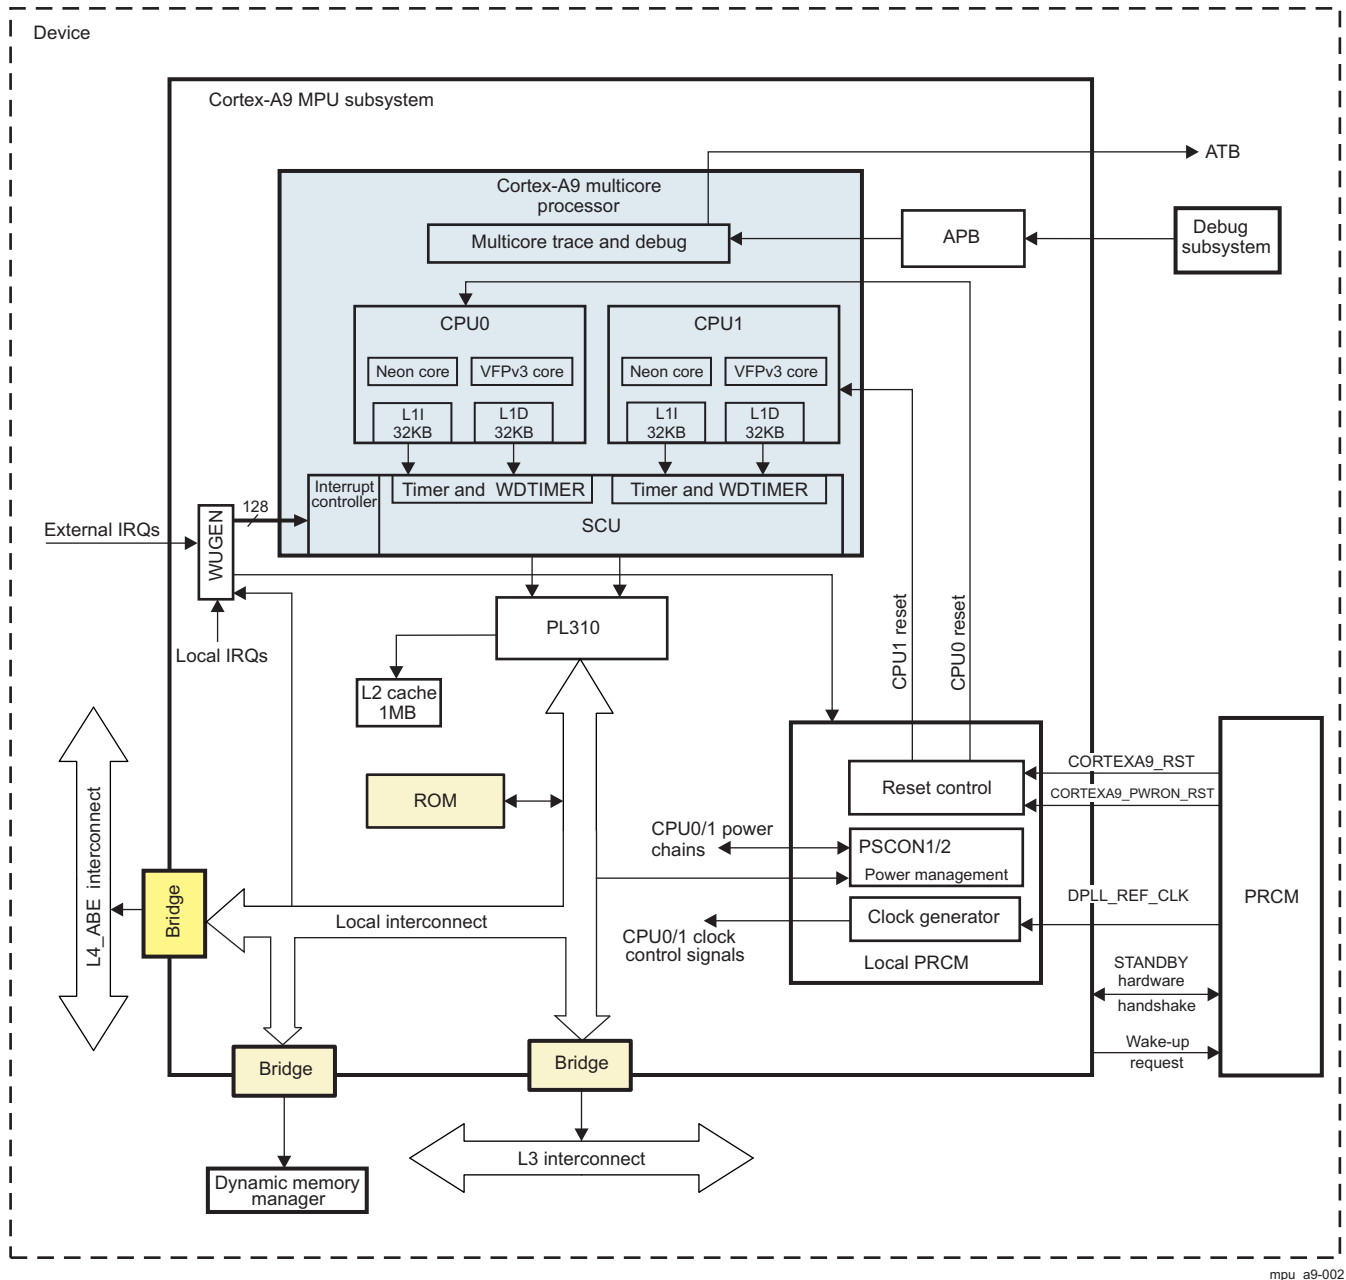 Device
Cortex-A9 MPU subsystem
ATB
Cortex-A9 multicore
processor
Multicore trace and debug
APB
Debug
subsystem
CPU0
CPU1
Neon core
VFPv3 core
Neon core
VFPv3 core
L1I
32KB
L1D
32KB
L1I
32KB
L1D
32KB
Interrupt
controller
Timer and WDTIMER
Timer and WDTIMER
SCU
128
External IRQs
WUGEN
Local IRQs
PL310
L2 cache
1MB
CPU1 reset
CPU0 reset
ROM
Reset control
CORTEXA9_RST
CORTEXA9_PWRON_RST
CPU0/1 power
chains
PSCON1/2
Power management
L4_ABE interconnect
Bridge
Local interconnect
Clock generator
CPU0/1 clock
control signals
Local PRCM
DPLL_REF_CLK
PRCM
STANDBY
hardware
handshake
Wake-up
request
Bridge
Bridge
L3 interconnect
Dynamic memory
manager
mpu_a9-002